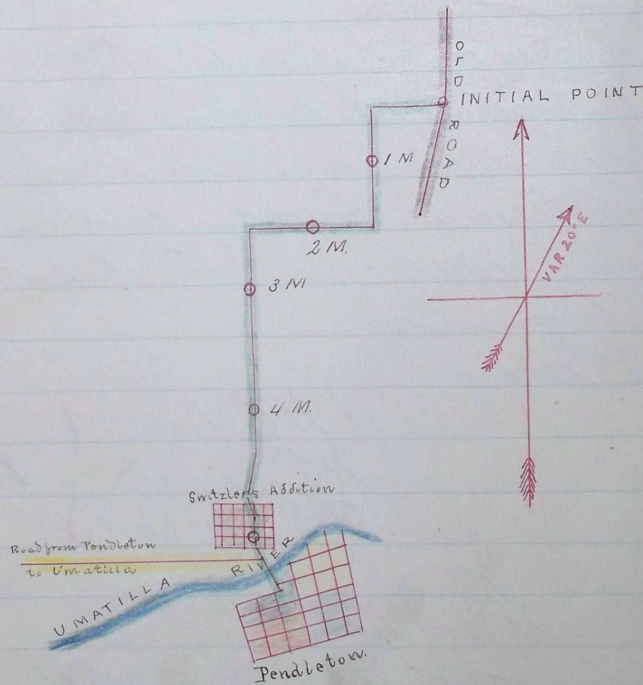 OLD
ROAD
INITIAL POINT
1 M
2 M.
3 M
4 M.
VAR 20° E
Switzler's Addition
Road from Pendleton
to Umatilla
UMATILLA RIVER
Pendleton.